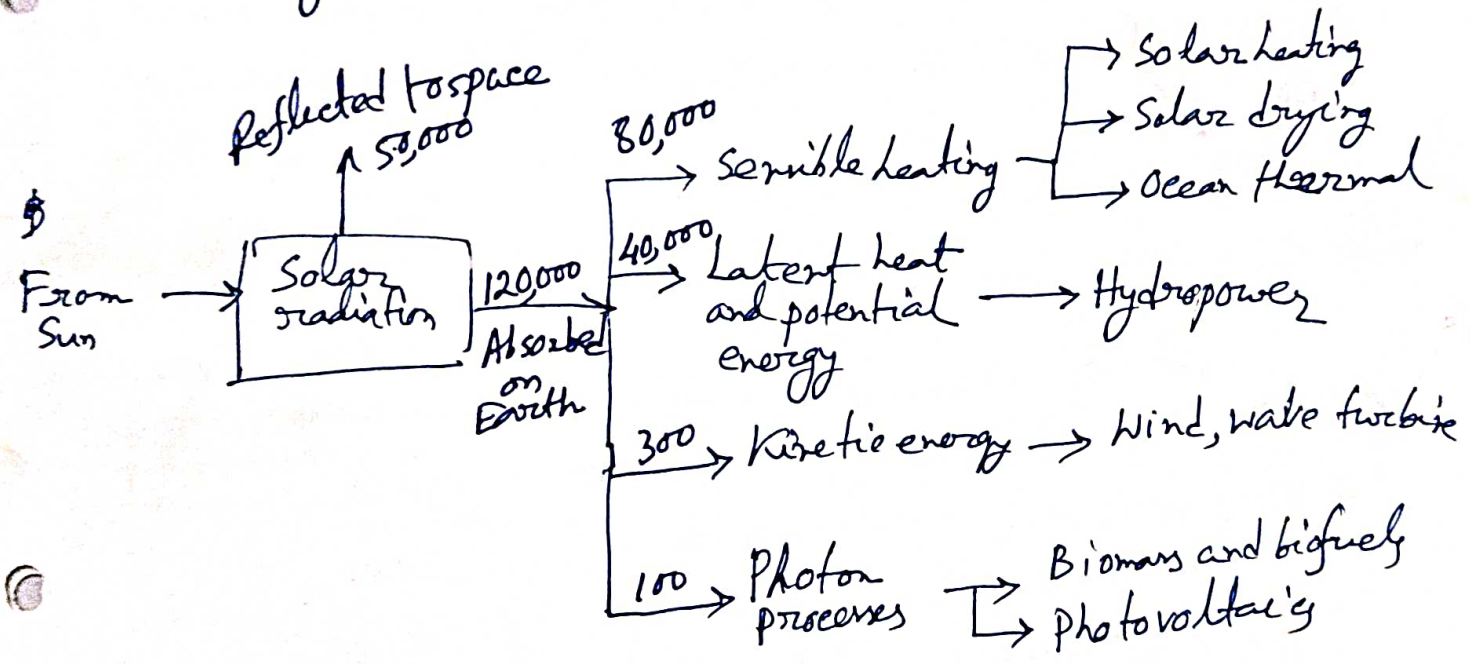 Reflected to space
50,000
From
Sun
Solar
radiation
120,000
Absorbed
on
Earth
80,000
Sensible heating
Solar heating
Solar drying
Ocean thermal
40,000
Latent heat
and potential
energy
Hydropower
300
Kinetic energy
Wind, wave turbine
100
Photon
processes
Biomass and biofuels
Photovoltaics